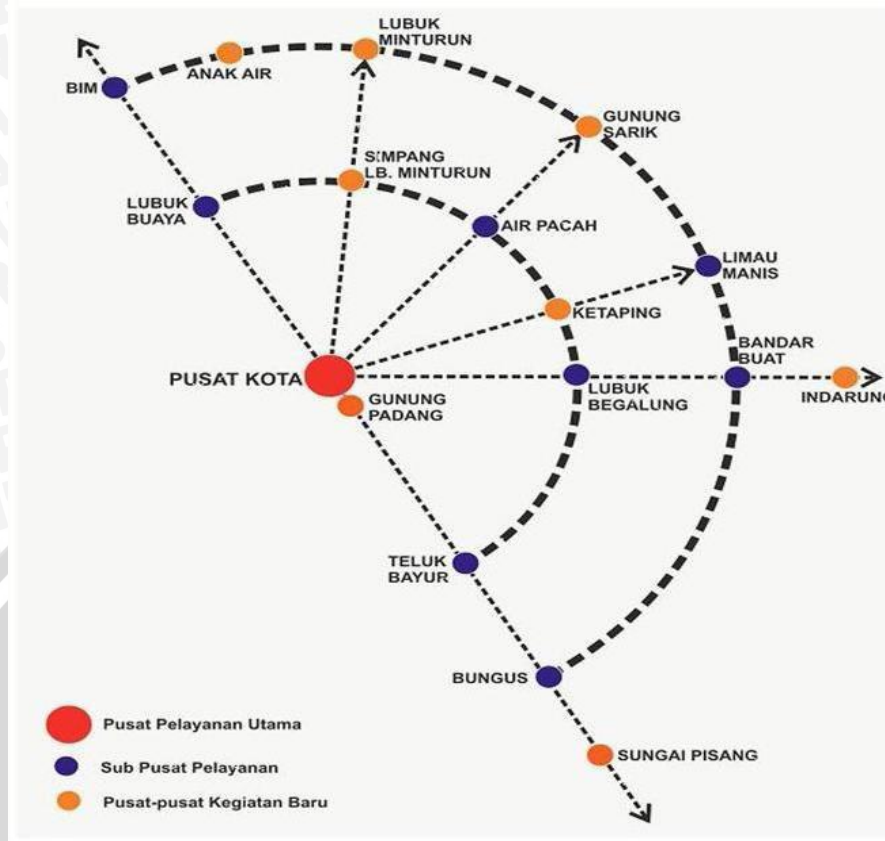 LUBUK
MINTURUN
BIM
ANAK AIR
GUNUNG
SARIK
SIMPANG
LB. MINTURUN
LUBUK
BUAYA
AIR PACAH
LIMAU
MANIS
KETAPING
BANDAR
BUAT
PUSAT KOTA
GUNUNG
PADANG
LUBUK
BEGALUNG
INDARUNG
TELUK
BAYUR
BUNGUS
SUNGAI PISANG
Pusat Pelayanan Utama
Sub Pusat Pelayanan
Pusat-pusat Kegiatan Baru